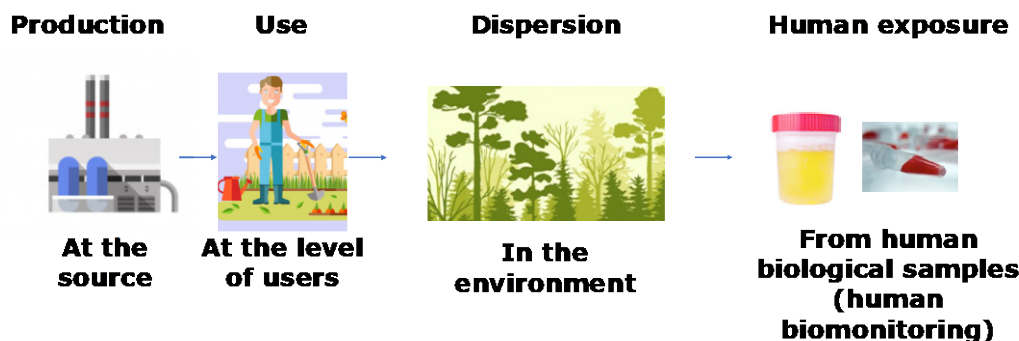 Production
Use
Dispersion
Human exposure
At the
source
At the level
of users
In the
environment
From human
biological samples
(human
biomonitoring)